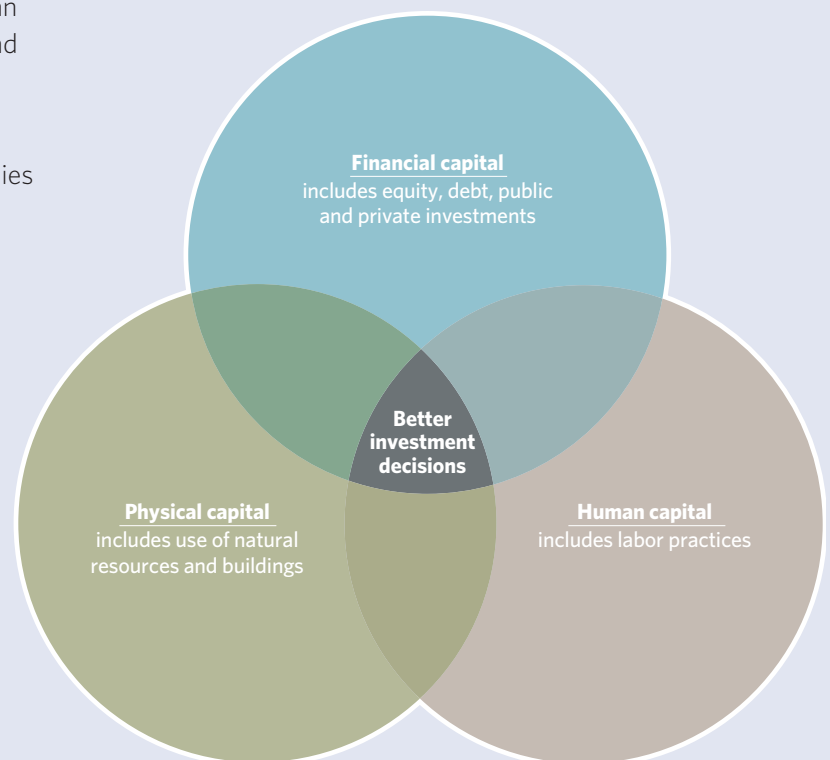 Financial capital
includes equity, debt, public
and private investments
Better
investment
decisions
Physical capital
includes use of natural
resources and buildings
Human capital
includes labor practices